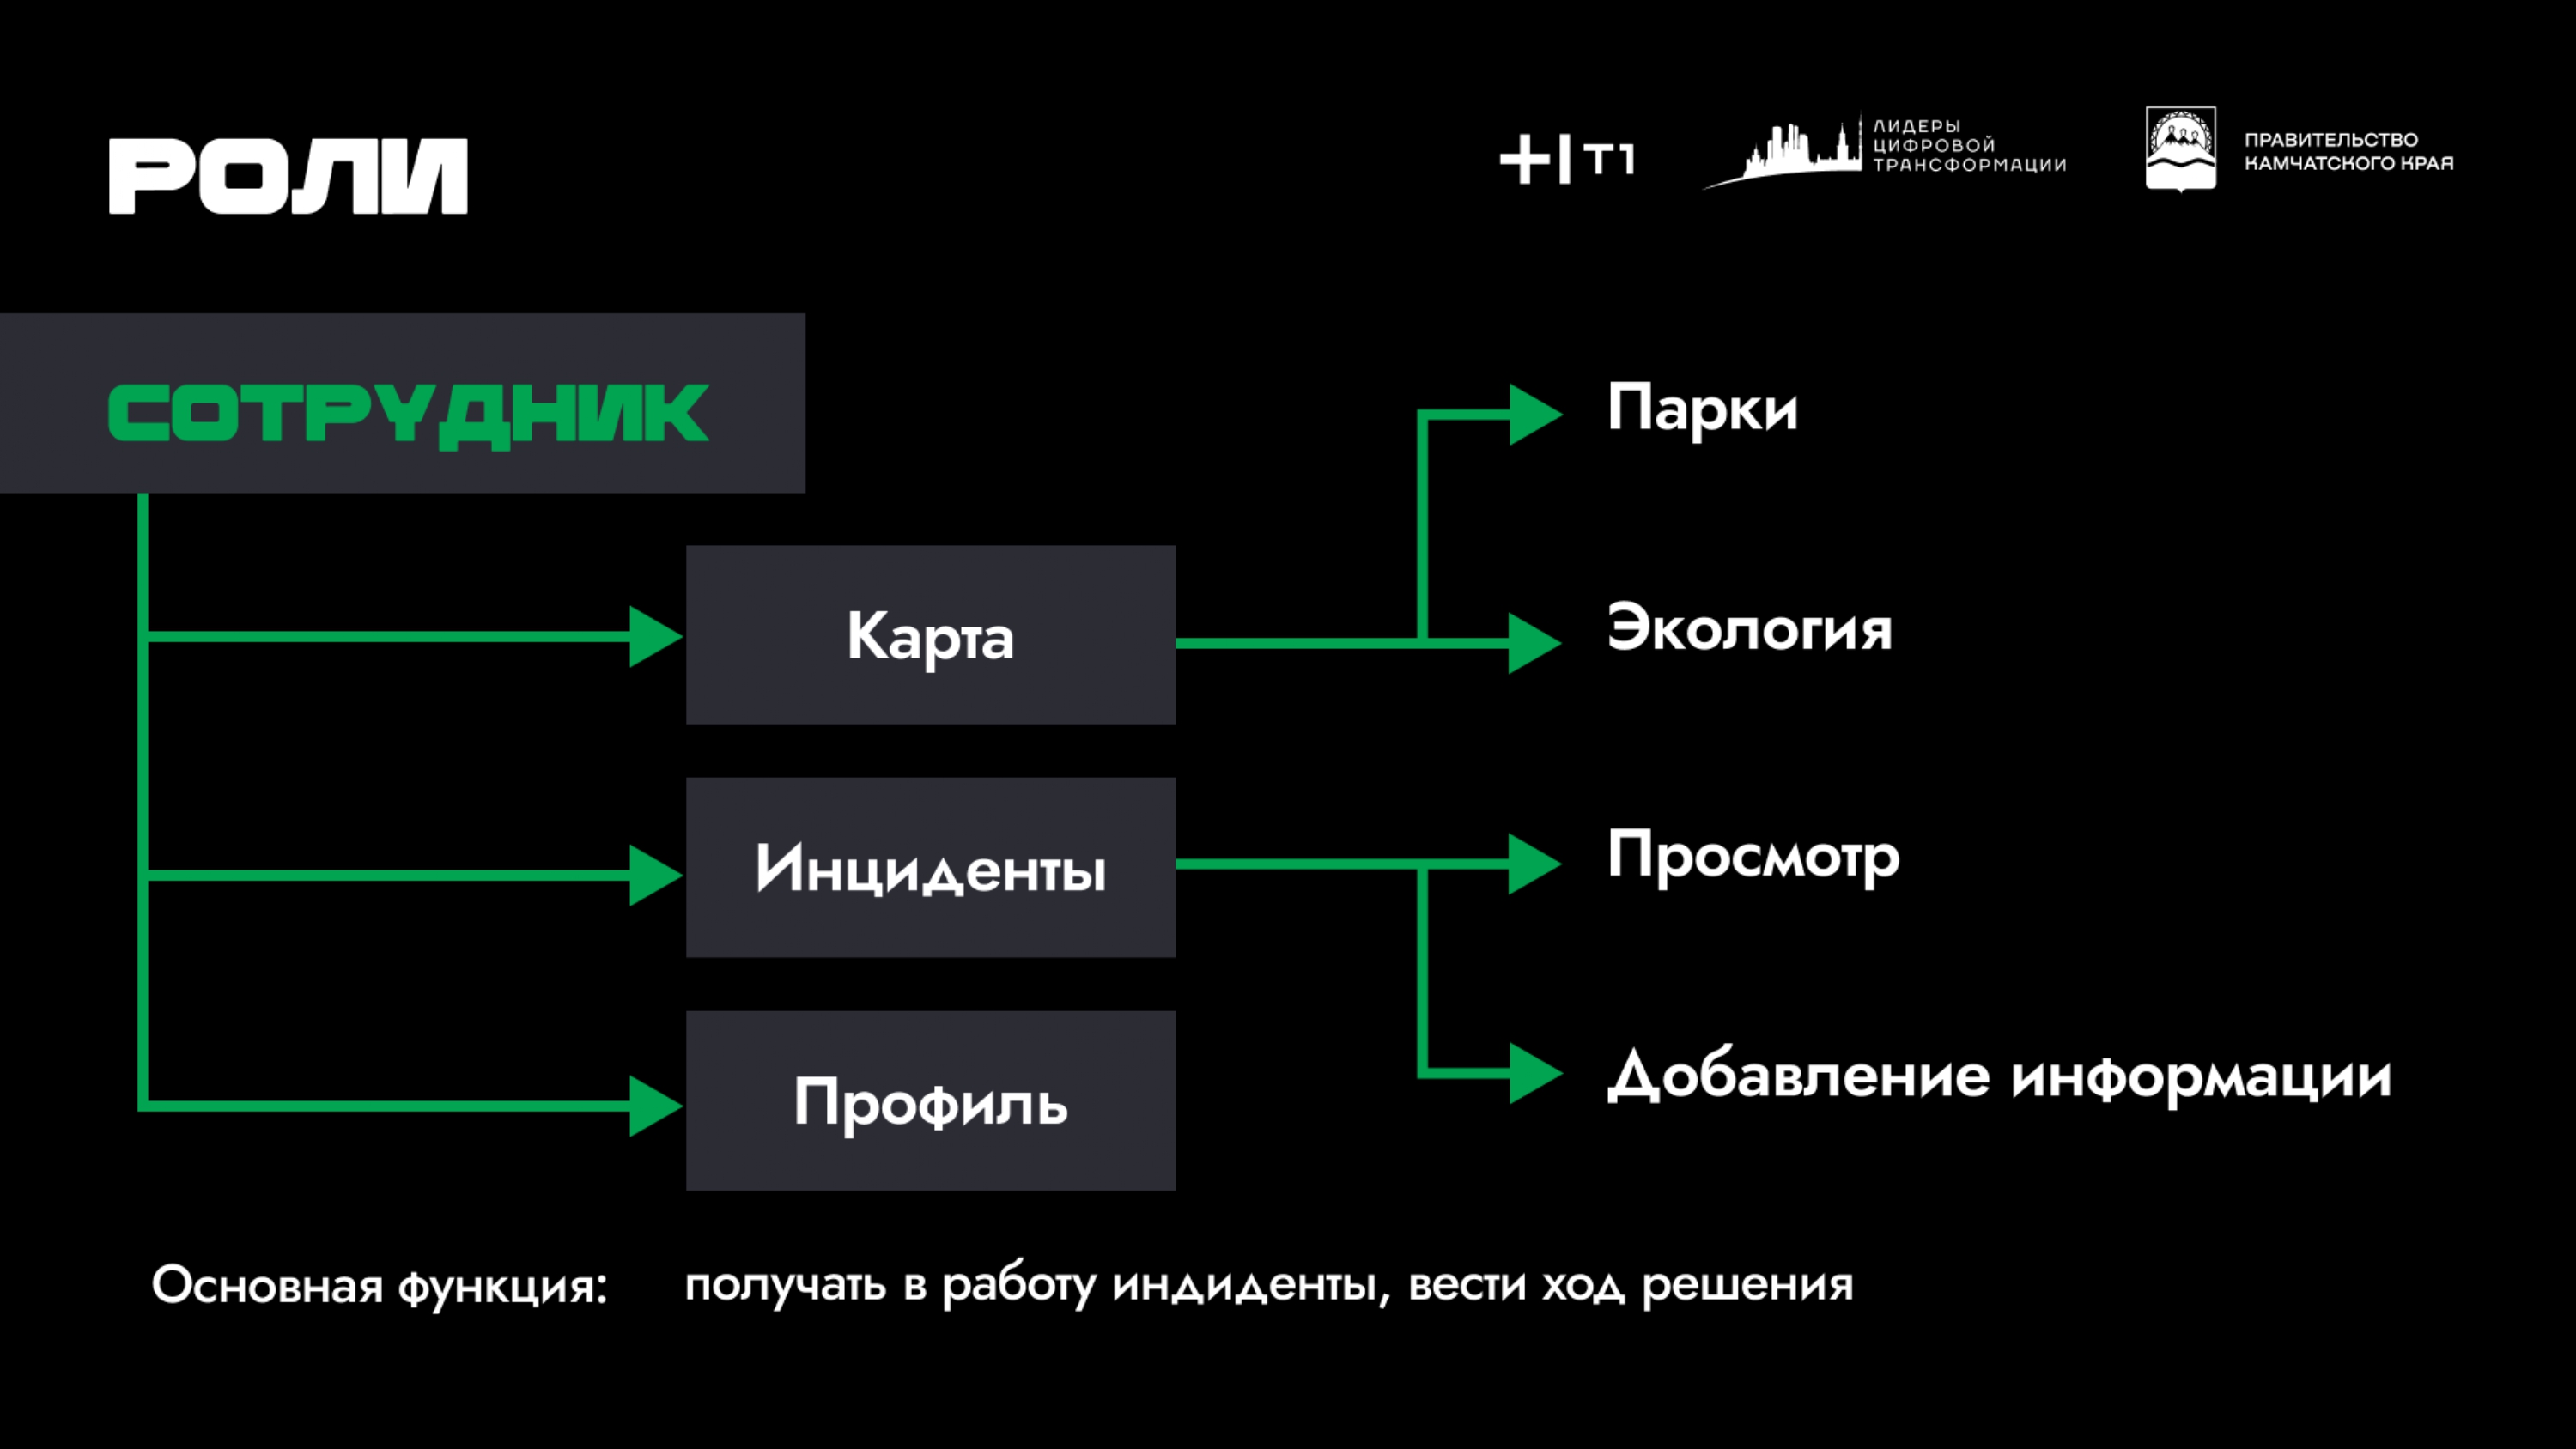 РОЛИ
+| T1
ЛИДЕРЫ
ЦИФРОВОЙ
ТРАНСФОРМАЦИИ
ПРАВИТЕЛЬСТВО
КАМЧАТСКОГО КРАЯ
СОТРУДНИК
Парки
Карта
Экология
Инциденты
Просмотр
Профиль
Добавление информации
Основная функция: получать в работу индиденты, вести ход решения